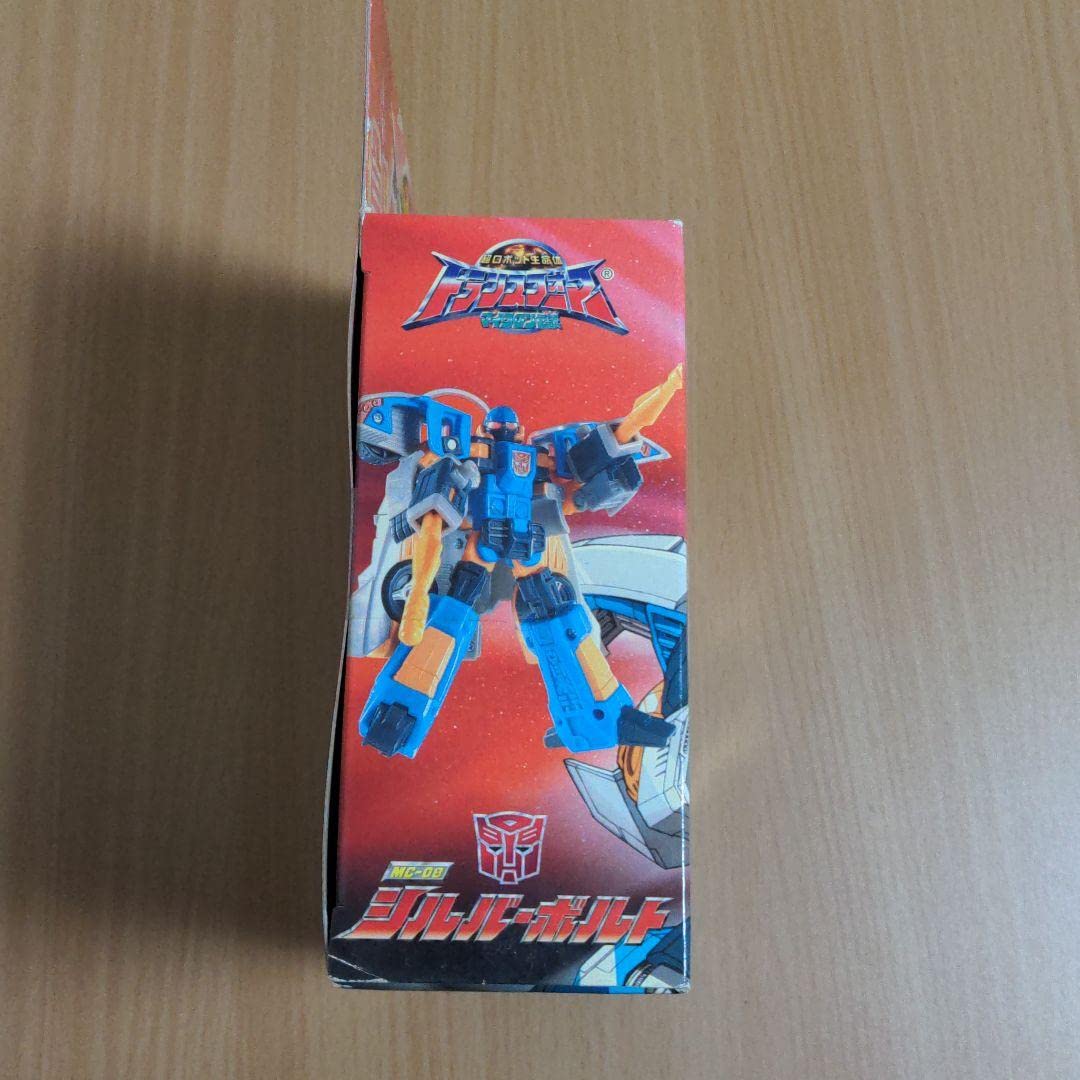 超ロボット生命体
トランスフォーマー®
マイクロン伝説
MC-08
シルバーボルト